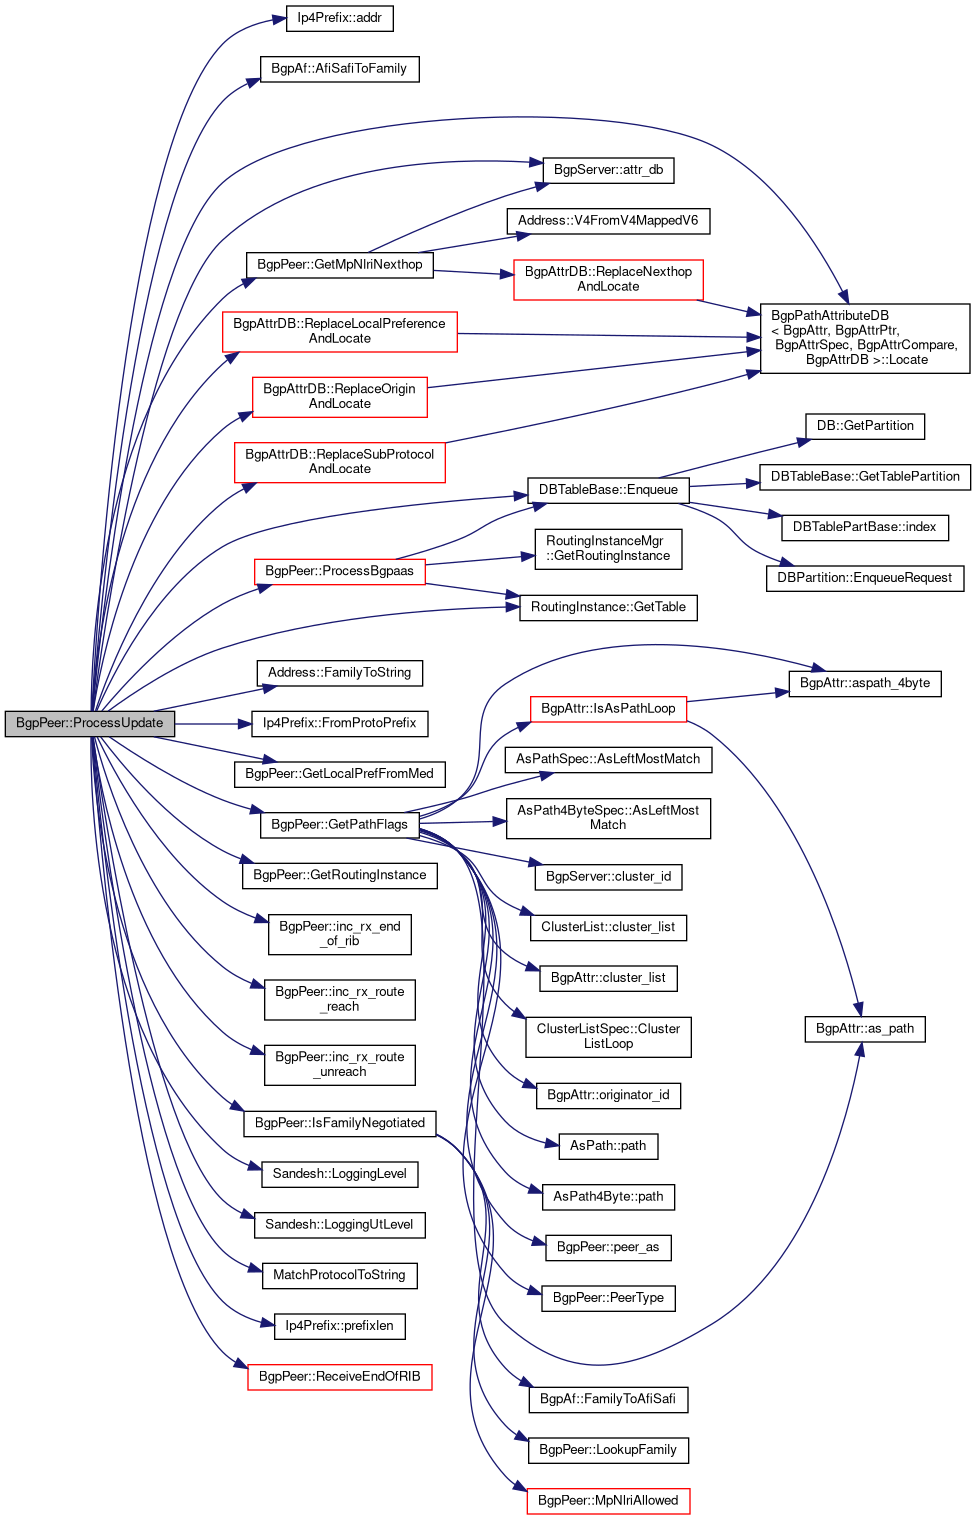 Ip4Prefix::addr
BgpAf::AfiSafiToFamily
BgpServer::attr_db
Address::V4FromV4MappedV6
BgpPeer::GetMpNlriNexthop
BgpAttrDB::ReplaceNexthop
AndLocate
BgpAttrDB::ReplaceLocalPreference
AndLocate
BgpPathAttributeDB
< BgpAttr, BgpAttrPtr,
BgpAttrSpec, BgpAttrCompare,
BgpAttrDB >::Locate
BgpAttrDB::ReplaceOrigin
AndLocate
BgpAttrDB::ReplaceSubProtocol
AndLocate
DB::GetPartition
DBTableBase::GetTablePartition
DBTableBase::Enqueue
DBTablePartBase::index
RoutingInstanceMgr
::GetRoutingInstance
BgpPeer::ProcessBgpaas
DBPartition::EnqueueRequest
RoutingInstance::GetTable
Address::FamilyToString
BgpAttr::aspath_4byte
BgpAttr::IsAsPathLoop
BgpPeer::ProcessUpdate
Ip4Prefix::FromProtoPrefix
AsPathSpec::AsLeftMostMatch
BgpPeer::GetLocalPrefFromMed
AsPath4ByteSpec::AsLeftMost
Match
BgpPeer::GetPathFlags
BgpPeer::GetRoutingInstance
BgpServer::cluster_id
BgpPeer::inc_rx_end
_of_rib
ClusterList::cluster_list
BgpAttr::cluster_list
BgpPeer::inc_rx_route
_reach
ClusterListSpec::Cluster
ListLoop
BgpAttr::as_path
BgpPeer::inc_rx_route
_unreach
BgpAttr::originator_id
BgpPeer::IsFamilyNegotiated
AsPath::path
Sandesh::LoggingLevel
AsPath4Byte::path
Sandesh::LoggingUtLevel
BgpPeer::peer_as
MatchProtocolToString
BgpPeer::PeerType
Ip4Prefix::prefixlen
BgpPeer::ReceiveEndOfRIB
BgpAf::FamilyToAfiSafi
BgpPeer::LookupFamily
BgpPeer::MpNlriAllowed